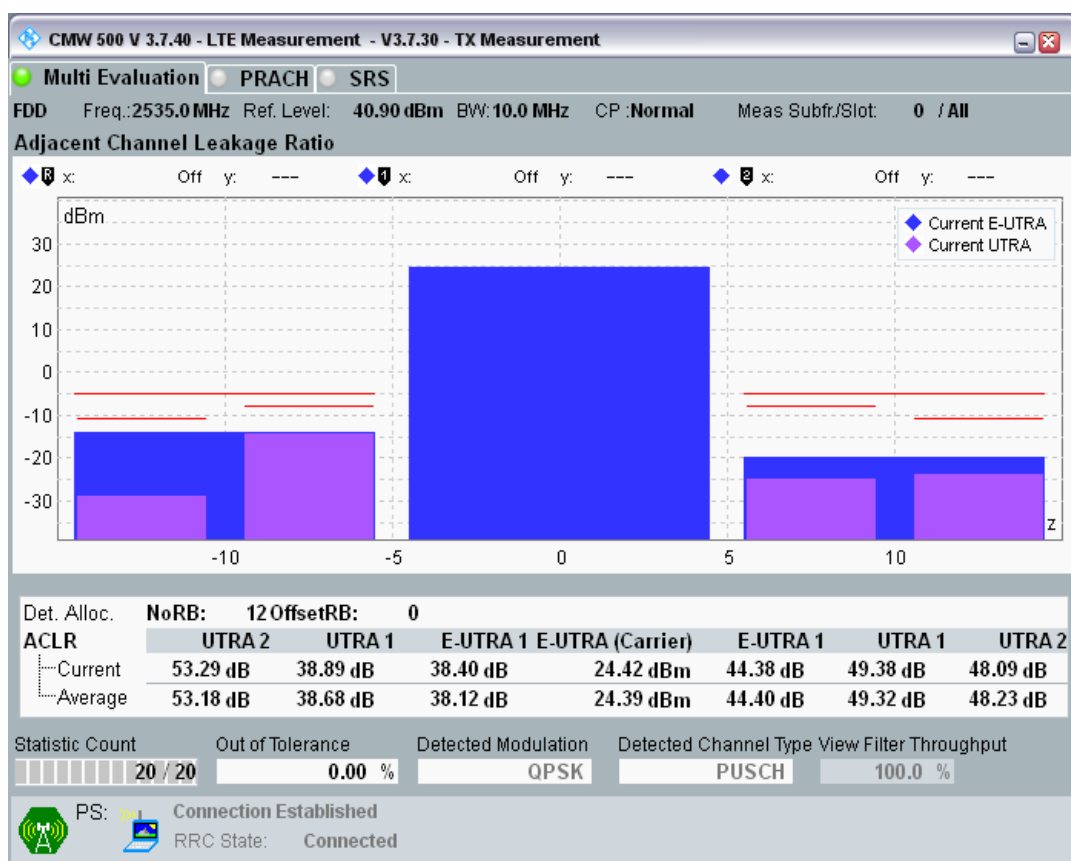 CMW 500 V 3.7.40 - LTE Measurement - V3.7.30 - TX Measurement
Multi Evaluation PRACH SRS
FDD Freq.:2535.0 MHz Ref. Level: 40.90 dBm BW:10.0 MHz CP :Normal Meas Subfr./Slot: 0 / All
Adjacent Channel Leakage Ratio
R x: Off y: --- 1 x: Off y: --- 2 x: Off y: ---
dBm
Current E-UTRA
Current UTRA
30
20
10
0
-10
-20
-30
z
-10 -5 0 5 10
Det. Alloc. NoRB: 12 OffsetRB: 0
ACLR UTRA 2 UTRA 1 E-UTRA 1 E-UTRA (Carrier) E-UTRA 1 UTRA 1 UTRA 2
Current 53.29 dB 38.89 dB 38.40 dB 24.42 dBm 44.38 dB 49.38 dB 48.09 dB
Average 53.18 dB 38.68 dB 38.12 dB 24.39 dBm 44.40 dB 49.32 dB 48.23 dB
Statistic Count Out of Tolerance Detected Modulation Detected Channel Type View Filter Throughput
20 / 20 0.00 % QPSK PUSCH 100.0 %
PS: Connection Established
RRC State: Connected